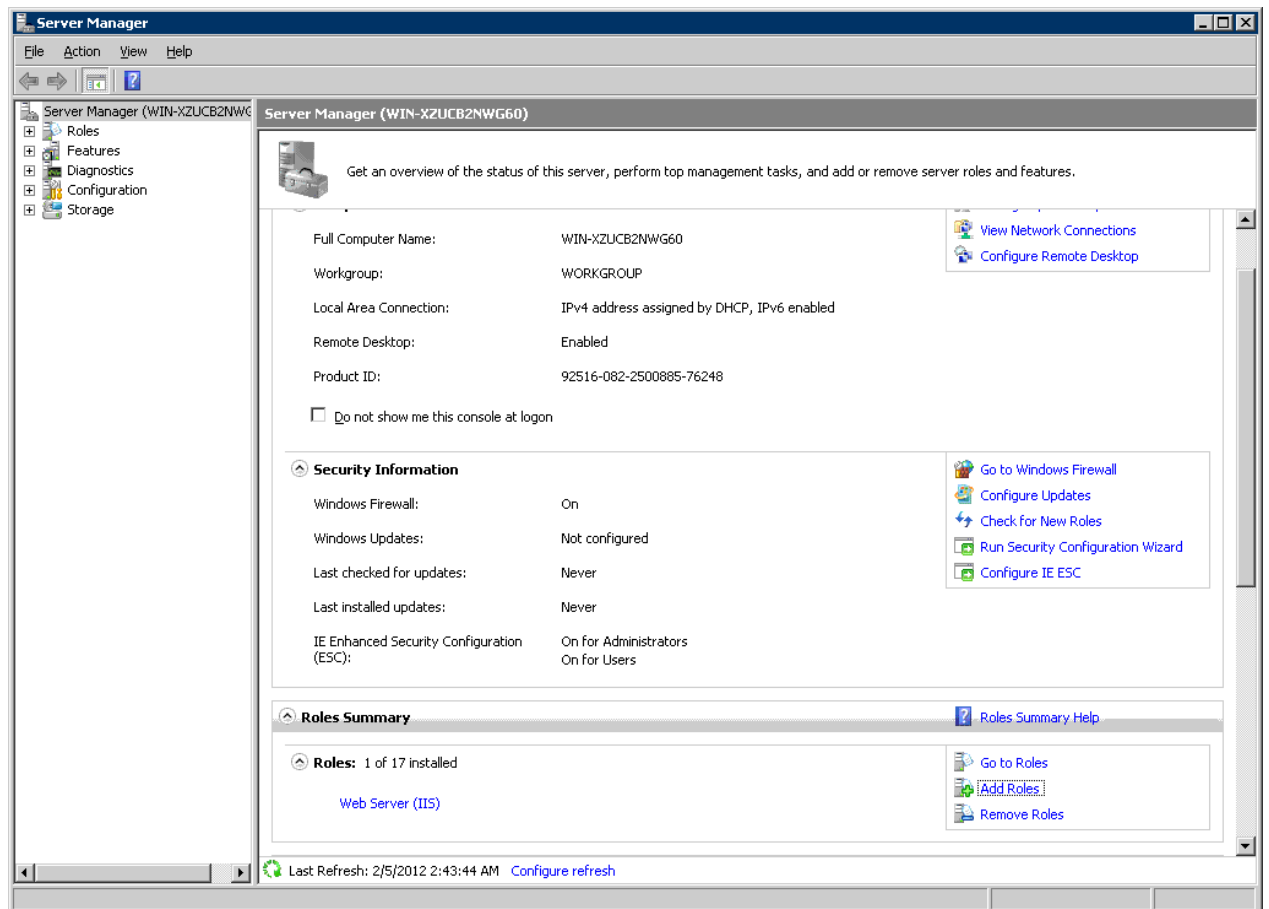 Server Manager
File Action View Help
Server Manager (WIN-XZUCB2NWG
Roles
Features
Diagnostics
Configuration
Storage
Server Manager (WIN-XZUCB2NWG60)
Get an overview of the status of this server, perform top management tasks, and add or remove server roles and features.
Full Computer Name: WIN-XZUCB2NWG60
Workgroup: WORKGROUP
Local Area Connection: IPv4 address assigned by DHCP, IPv6 enabled
Remote Desktop: Enabled
Product ID: 92516-082-2500885-76248
Do not show me this console at logon
View Network Connections
Configure Remote Desktop
Security Information
Windows Firewall: On
Windows Updates: Not configured
Last checked for updates: Never
Last installed updates: Never
IE Enhanced Security Configuration (ESC): On for Administrators
On for Users
Go to Windows Firewall
Configure Updates
Check for New Roles
Run Security Configuration Wizard
Configure IE ESC
Roles Summary
Roles Summary Help
Roles: 1 of 17 installed
Web Server (IIS)
Go to Roles
Add Roles
Remove Roles
Last Refresh: 2/5/2012 2:43:44 AM Configure refresh